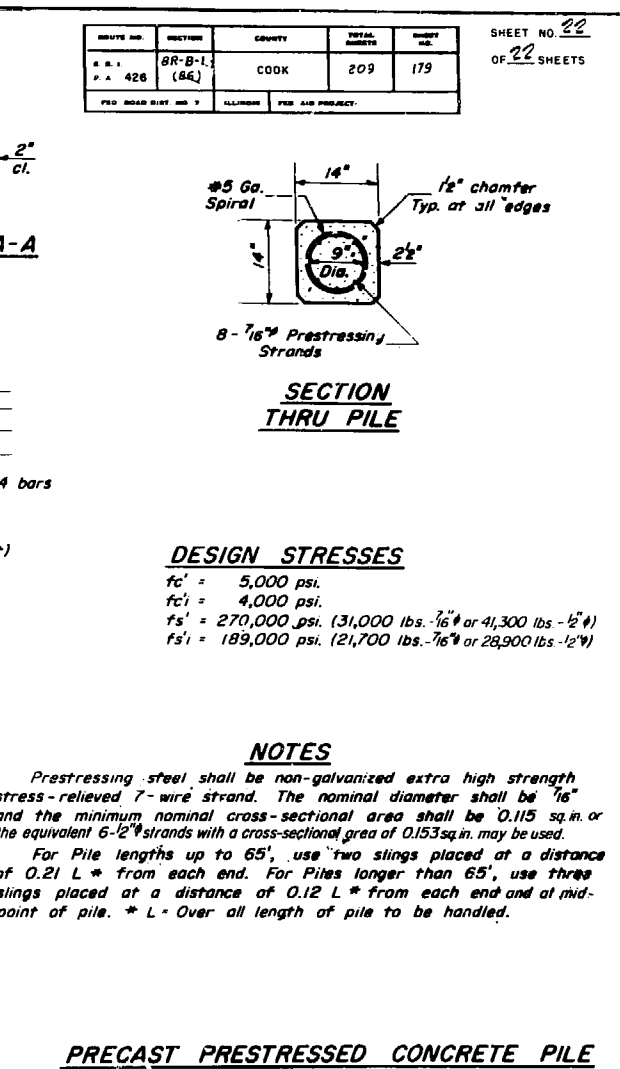 SHEET NO. 22
OF 22 SHEETS
ROUTE NO. SECTION COUNTY TOTAL SHEETS SHEET NO.
F.A. 426 BR-B-1 (86) COOK 209 179
FED ROAD DIST. NO. 7 ILLINOIS FED AID PROJECT-
2"
cl.
A-A
14"
#5 Ga.
Spiral
1½" chamfer
Typ. at all edges
14"
9"
Dia.
2½"
8- 7/16"ø Prestressing
Strands
SECTION
THRU PILE
4 bars
DESIGN STRESSES
fc' = 5,000 psi.
fc'i = 4,000 psi.
fs' = 270,000 psi. (31,000 lbs.-7/16"ø or 41,300 lbs.-½"ø)
fs'i = 189,000 psi. (21,700 lbs.-7/16"ø or 28,900 lbs.-½"ø)
NOTES
Prestressing steel shall be non-galvanized extra high strength
stress-relieved 7-wire strand. The nominal diameter shall be 7/16"
and the minimum nominal cross-sectional area shall be 0.115 sq.in. or
the equivalent 6-½"ø strands with a cross-sectional area of 0.153 sq.in. may be used.
For Pile lengths up to 65', use two slings placed at a distance
of 0.21 L * from each end. For Piles longer than 65', use three
slings placed at a distance of 0.12 L * from each end and at mid-
point of pile. * L = Over all length of pile to be handled.
PRECAST PRESTRESSED CONCRETE PILE